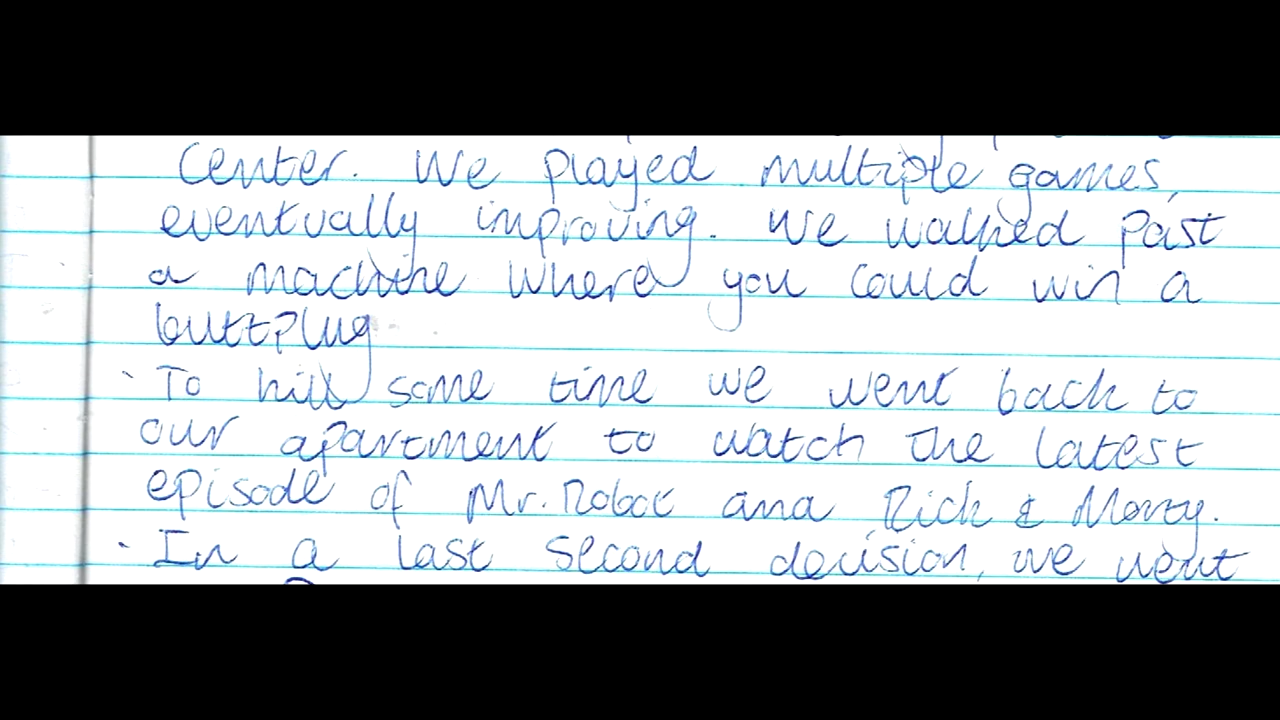 Center. We played multiple games,
eventually improving. We walked past
a machine where you could win a
buttplug
- To kill some time we went back to
our apartment to watch the latest
episode of Mr. Robot and Rick & Morty.
- In a last second decision, we went